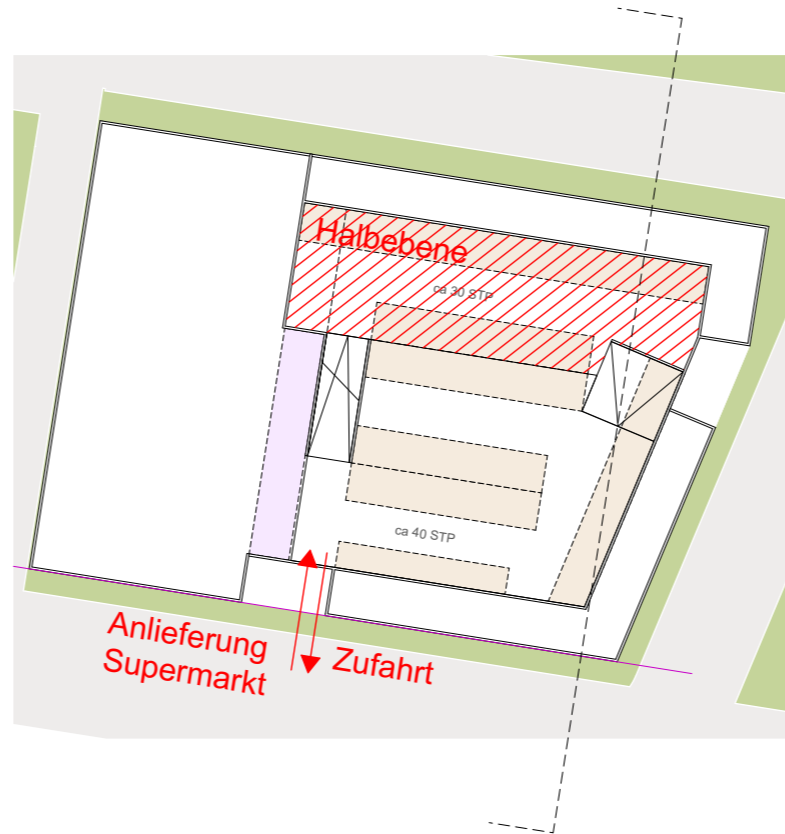 Halbebene
ca 30 STP
ca 40 STP
Anlieferung
Supermarkt
Zufahrt